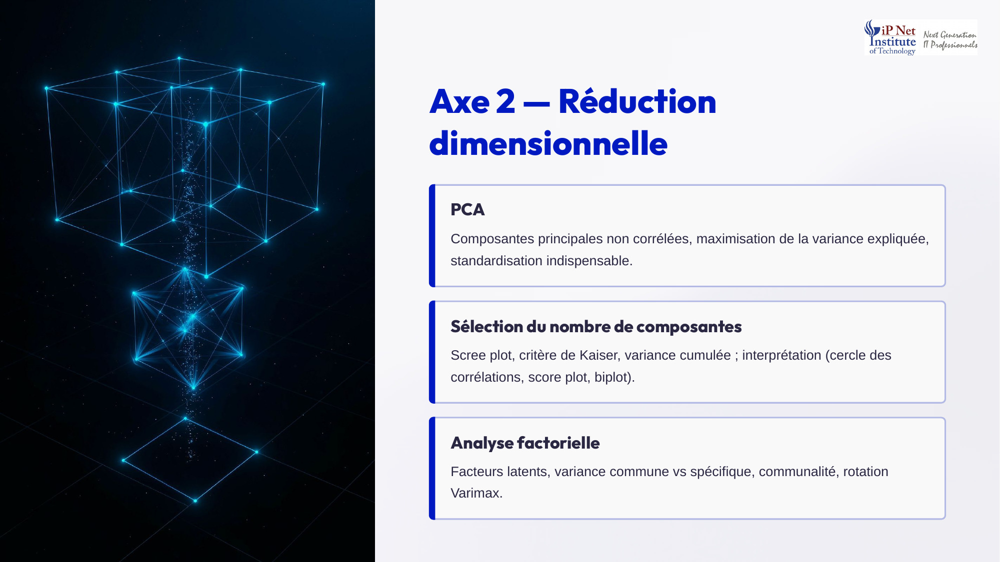 iP Net
Institute
of Technology
Next Generation
IT Professionnels
Axe 2 — Réduction
dimensionnelle
PCA
Composantes principales non corrélées, maximisation de la variance expliquée,
standardisation indispensable.
Sélection du nombre de composantes
Scree plot, critère de Kaiser, variance cumulée ; interprétation (cercle des
corrélations, score plot, biplot).
Analyse factorielle
Facteurs latents, variance commune vs spécifique, communalité, rotation
Varimax.